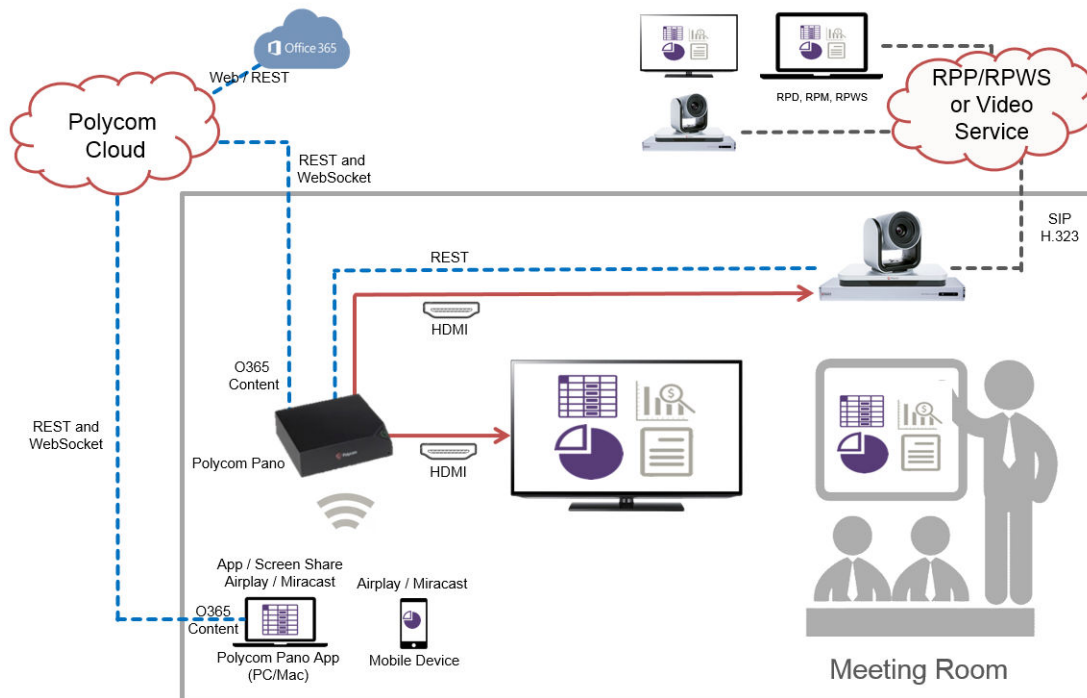 Office 365
Web / REST
Polycom
Cloud
RPD, RPM, RPWS
RPP/RPWS
or Video
Service
REST and
WebSocket
SIP
H.323
REST
HDMI
O365
Content
REST and
WebSocket
Polycom Pano
Polycom
HDMI
App / Screen Share
Airplay / Miracast
Airplay / Miracast
O365
Content
Polycom Pano App
(PC/Mac)
Mobile Device
Meeting Room